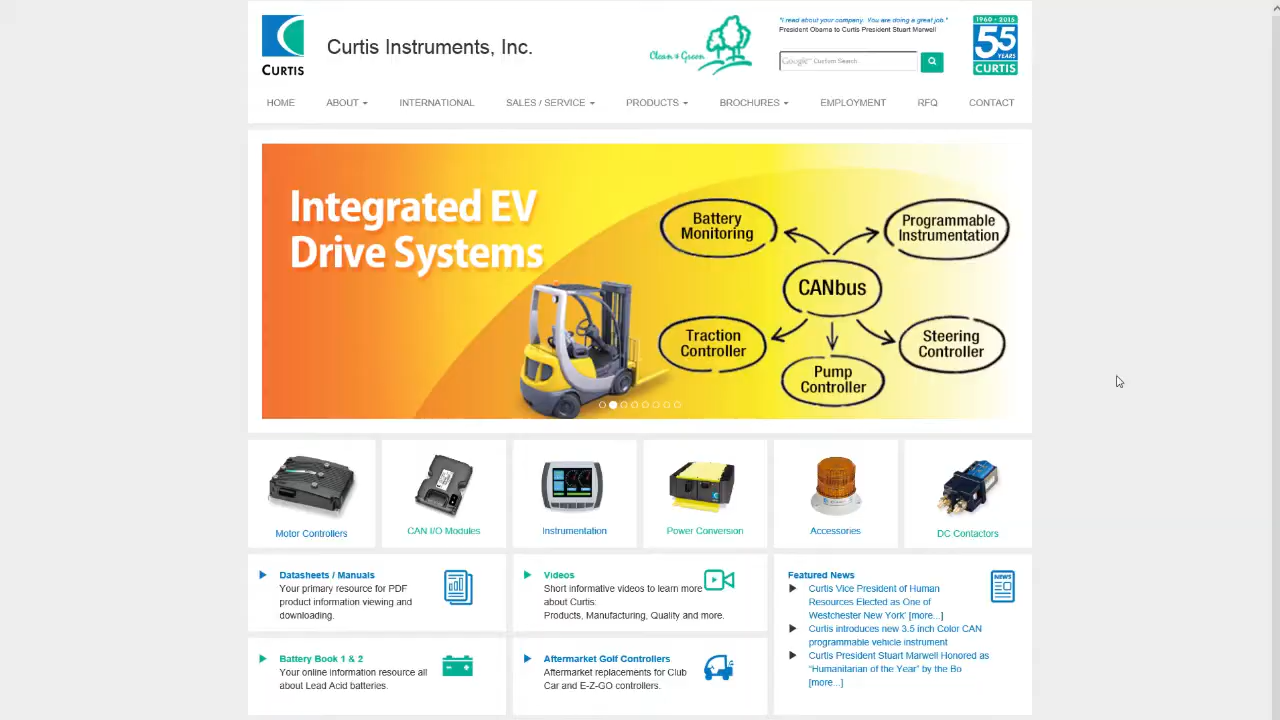 CURTIS
Curtis Instruments, Inc.
Clean & Green
"I read about your company. You are doing a great job."
President Obama to Curtis President Stuart Marwell
Google™ Custom Search
1960 - 2015
55
YEARS
CURTIS
HOME
ABOUT
INTERNATIONAL
SALES / SERVICE
PRODUCTS
BROCHURES
EMPLOYMENT
RFQ
CONTACT
Integrated EV
Drive Systems
Battery
Monitoring
Programmable
Instrumentation
CANbus
Traction
Controller
Pump
Controller
Steering
Controller
Motor Controllers
CAN I/O Modules
Instrumentation
Power Conversion
Accessories
DC Contactors
Datasheets / Manuals
Your primary resource for PDF
product information viewing and
downloading.
Videos
Short informative videos to learn more
about Curtis:
Products, Manufacturing, Quality and more.
Featured News
NEWS
Curtis Vice President of Human
Resources Elected as One of
Westchester New York' [more...]
Curtis introduces new 3.5 inch Color CAN
programmable vehicle instrument
Curtis President Stuart Marwell Honored as
"Humanitarian of the Year" by the Bo
[more...]
Battery Book 1 & 2
Your online information resource all
about Lead Acid batteries.
Aftermarket Golf Controllers
Aftermarket replacements for Club
Car and E-Z-GO controllers.